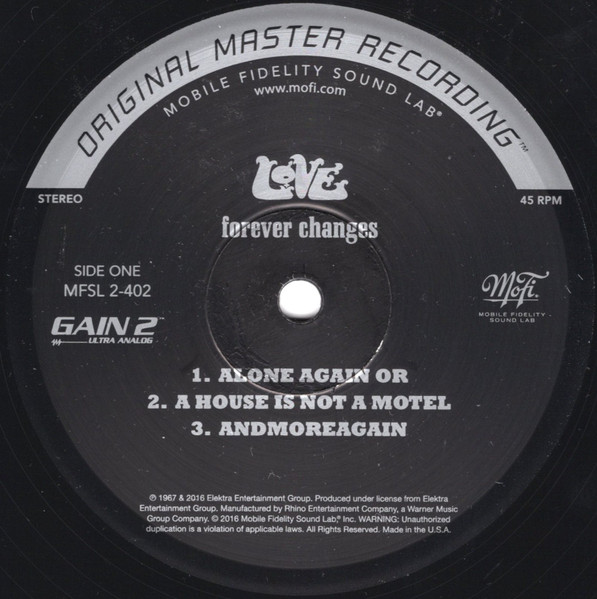 ORIGINAL MASTER RECORDING™
MOBILE FIDELITY SOUND LAB®
www.mofi.com
LOVE
forever changes
STEREO
45 RPM
SIDE ONE
MFSL 2-402
GAIN 2™
ULTRA ANALOG
MoFi.
MOBILE FIDELITY
SOUND LAB
1. ALONE AGAIN OR
2. A HOUSE IS NOT A MOTEL
3. ANDMOREAGAIN
℗ 1967 & 2016 Elektra Entertainment Group. Produced under license from Elektra
Entertainment Group. Manufactured by Rhino Entertainment Company, a Warner Music
Group Company. © 2016 Mobile Fidelity Sound Lab,® Inc. WARNING: Unauthorized
duplication is a violation of applicable laws. All Rights Reserved. Made in the U.S.A.